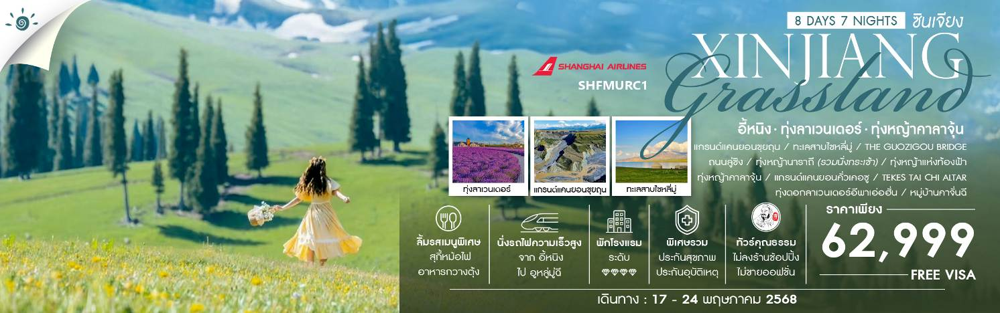 8 DAYS 7 NIGHTS ซินเจียง
XINJIANG
Grassland
SHANGHAI AIRLINES
SHFMURC1
อี้หนิง · ทุ่งลาเวนเดอร์ · ทุ่งหญ้าคาลาจุ้น
แกรนด์แคนยอนขุยถุน / ทะเลสาบไซหลี่มู่ / THE GUOZIGOU BRIDGE
ถนนลู่ชิง / ทุ่งหญ้านาราตี (รวมนั่งกระเช้า) / ทุ่งหญ้าแห่งท้องฟ้า
ทุ่งหญ้าคาลาจุ้น / แกรนด์แคนยอนคั่วเคอซู / TEKES TAI CHI ALTAR
ทุ่งดอกลาเวนเดอร์อีพาเอ่อฮั่น / หมู่บ้านคาจั้นฉี
ทุ่งลาเวนเดอร์
แกรนด์แคนยอนขุยถุน
ทะเลสาบไซหลี่มู่
ลิ้มรสเมนูพิเศษ
สุกี้หม้อไฟ
อาหารกวางตุ้ง
นั่งรถไฟความเร็วสูง
จาก อี้หนิง
ไป อูหลู่มู่ฉี
พักโรงแรม
ระดับ
พิเศษรวม
ประกันสุขภาพ
ประกันอุบัติเหตุ
ทัวร์คุณธรรม
ไม่ลงร้านช้อปปิ้ง
ไม่ขายออฟชั่น
ราคาเพียง
62,999
FREE VISA
เดินทาง : 17 - 24 พฤษภาคม 2568